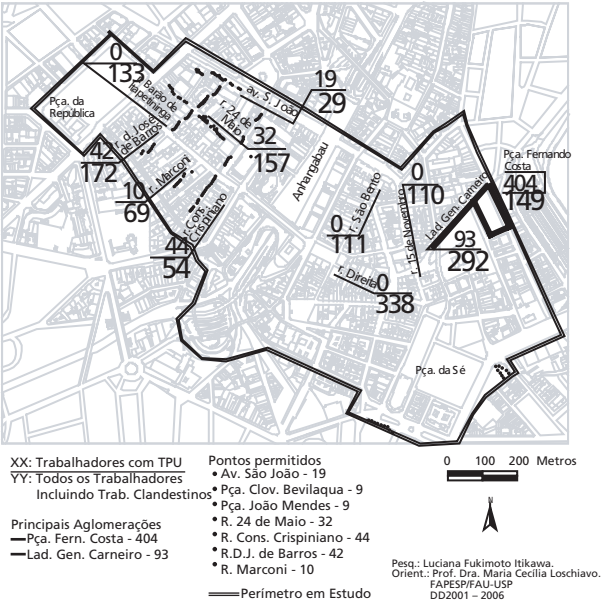 0
133
Pça. da
República
r. Barão de
Itapetininga
av. S. João
19
29
r. 24 de
Maio
32
157
r. d. José
de Barros
42
172
r. Marconi
10
69
r. Cons.
Crispiniano
44
54
Anhangabau
0
111
r. São Bento
r. Direita
0
338
0
110
r. 15 de Novembro
Lad. Gen. Carneiro
93
292
Pça. Fernando
Costa
404
149
Pça. da Sé
XX: Trabalhadores com TPU
YY: Todos os Trabalhadores
Incluindo Trab. Clandestinos
Principais Aglomerações
Pça. Fern. Costa - 404
Lad. Gen. Carneiro - 93
Pontos permitidos
• Av. São João - 19
• Pça. Clov. Bevilaqua - 9
• Pça. João Mendes - 9
• R. 24 de Maio - 32
• R. Cons. Crispiniano - 44
• R.D.J. de Barros - 42
• R. Marconi - 10
Perímetro em Estudo
0 100 200 Metros
N
Pesq.: Luciana Fukimoto Itikawa.
Orient.: Prof. Dra. Maria Cecília Loschiavo.
FAPESP/FAU-USP
DD2001 – 2006